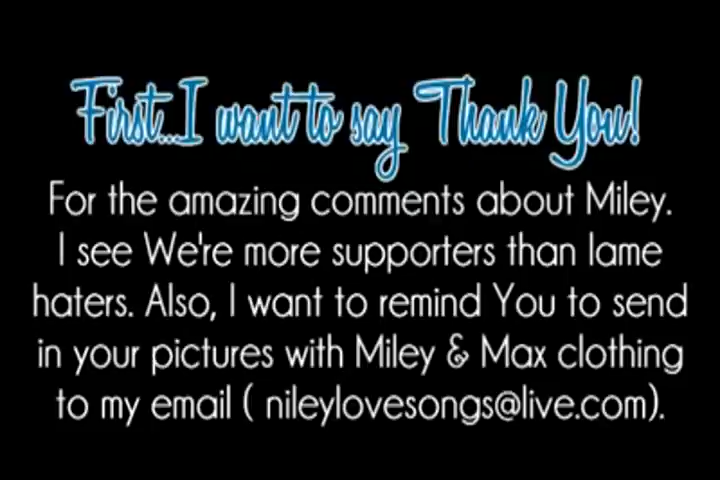 First...I want to say Thank You!
For the amazing comments about Miley.
I see We're more supporters than lame
haters. Also, I want to remind You to send
in your pictures with Miley & Max clothing
to my email ( nileylovesongs@live.com).